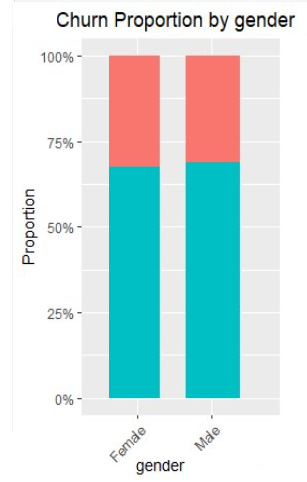 Churn Proportion by gender
100%
75%
50%
25%
0%
Proportion
Female
Male
gender